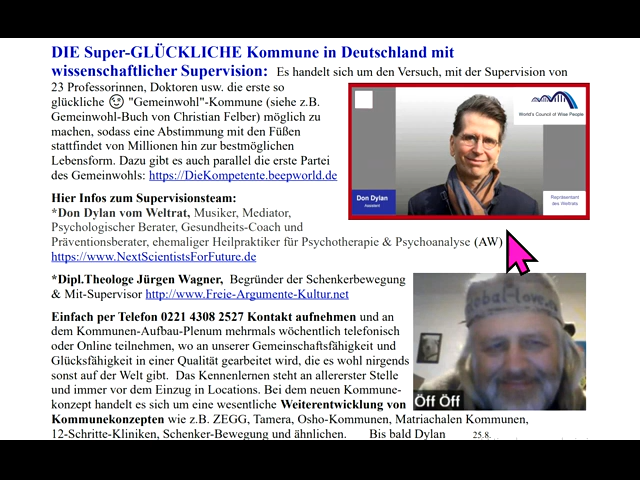 DIE Super-GLÜCKLICHE Kommune in Deutschland mit
wissenschaftlicher Supervision: Es handelt sich um den Versuch, mit der Supervision von
23 Professorinnen, Doktoren usw. die erste so
glückliche "Gemeinwohl"-Kommune (siehe z.B.
Gemeinwohl-Buch von Christian Felber) möglich zu
machen, sodass eine Abstimmung mit den Füßen
stattfindet von Millionen hin zur bestmöglichen
Lebensform. Dazu gibt es auch parallel die erste Partei
des Gemeinwohls: https://DieKompetente.beepworld.de
World's Council of Wise People
Don Dylan
Assistant
Repräsentant
des Weltrats
Hier Infos zum Supervisionsteam:
*Don Dylan vom Weltrat, Musiker, Mediator,
Psychologischer Berater, Gesundheits-Coach und
Präventionsberater, ehemaliger Heilpraktiker für Psychotherapie & Psychoanalyse (AW)
https://www.NextScientistsForFuture.de
*Dipl.Theologe Jürgen Wagner, Begründer der Schenkerbewegung
& Mit-Supervisor http://www.Freie-Argumente-Kultur.net
Einfach per Telefon 0221 4308 2527 Kontakt aufnehmen und an
dem Kommunen-Aufbau-Plenum mehrmals wöchentlich telefonisch
oder Online teilnehmen, wo an unserer Gemeinschaftsfähigkeit und
Glücksfähigkeit in einer Qualität gearbeitet wird, die es wohl nirgends
sonst auf der Welt gibt. Das Kennenlernen steht an allererster Stelle
und immer vor dem Einzug in Locations. Bei dem neuen Kommune-
konzept handelt es sich um eine wesentliche Weiterentwicklung von
Kommunekonzepten wie z.B. ZEGG, Tamera, Osho-Kommunen, Matriachalen Kommunen,
12-Schritte-Kliniken, Schenker-Bewegung und ähnlichen. Bis bald Dylan 25.8.
Öff Öff